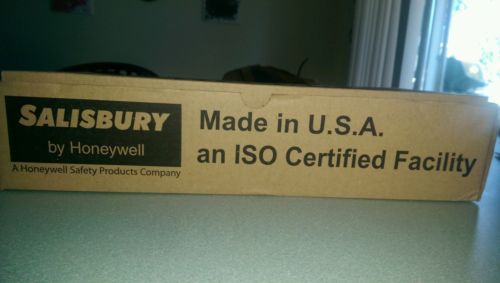 SALISBURY
by Honeywell
A Honeywell Safety Products Company
Made in U.S.A.
an ISO Certified Facility